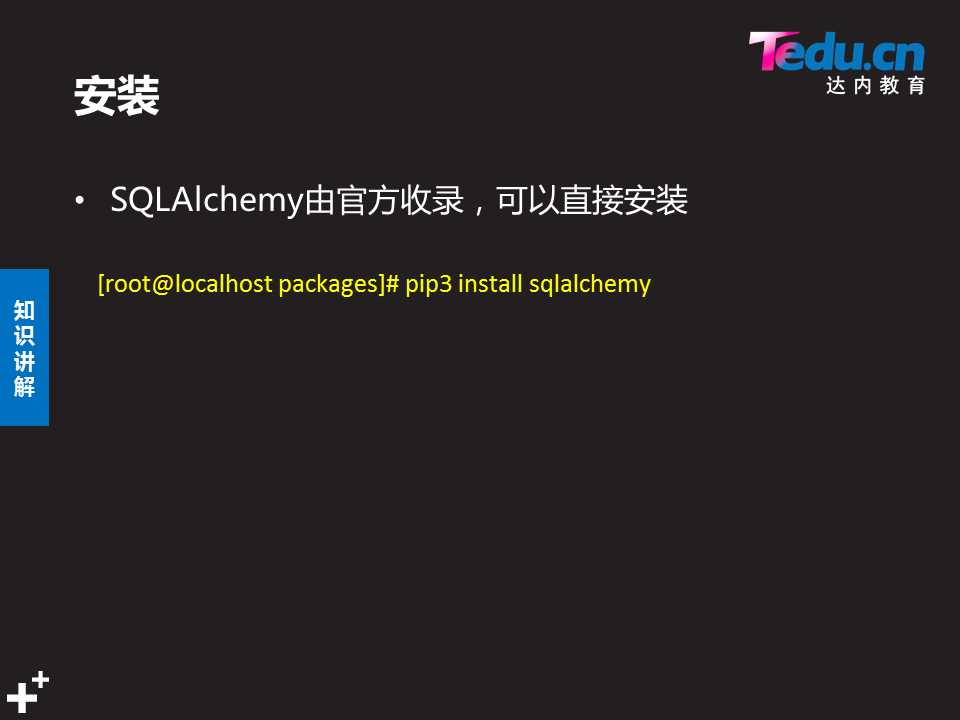 Tedu.cn
达内教育
安装
• SQLAlchemy由官方收录，可以直接安装
[root@localhost packages]# pip3 install sqlalchemy
知
识
讲
解